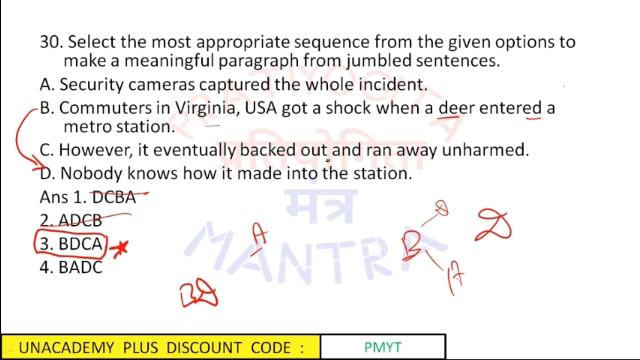 30. Select the most appropriate sequence from the given options to
make a meaningful paragraph from jumbled sentences.
A. Security cameras captured the whole incident.
B. Commuters in Virginia, USA got a shock when a deer entered a
metro station.
C. However, it eventually backed out and ran away unharmed.
D. Nobody knows how it made into the station.
Ans 1. DCBA
2. ADCB
3. BDCA
4. BADC
PRATIYOGITA
प्रतियोगिता
मंत्र
MANTRA
A
BD
B
D
A
D
UNACADEMY PLUS DISCOUNT CODE :
PMYT